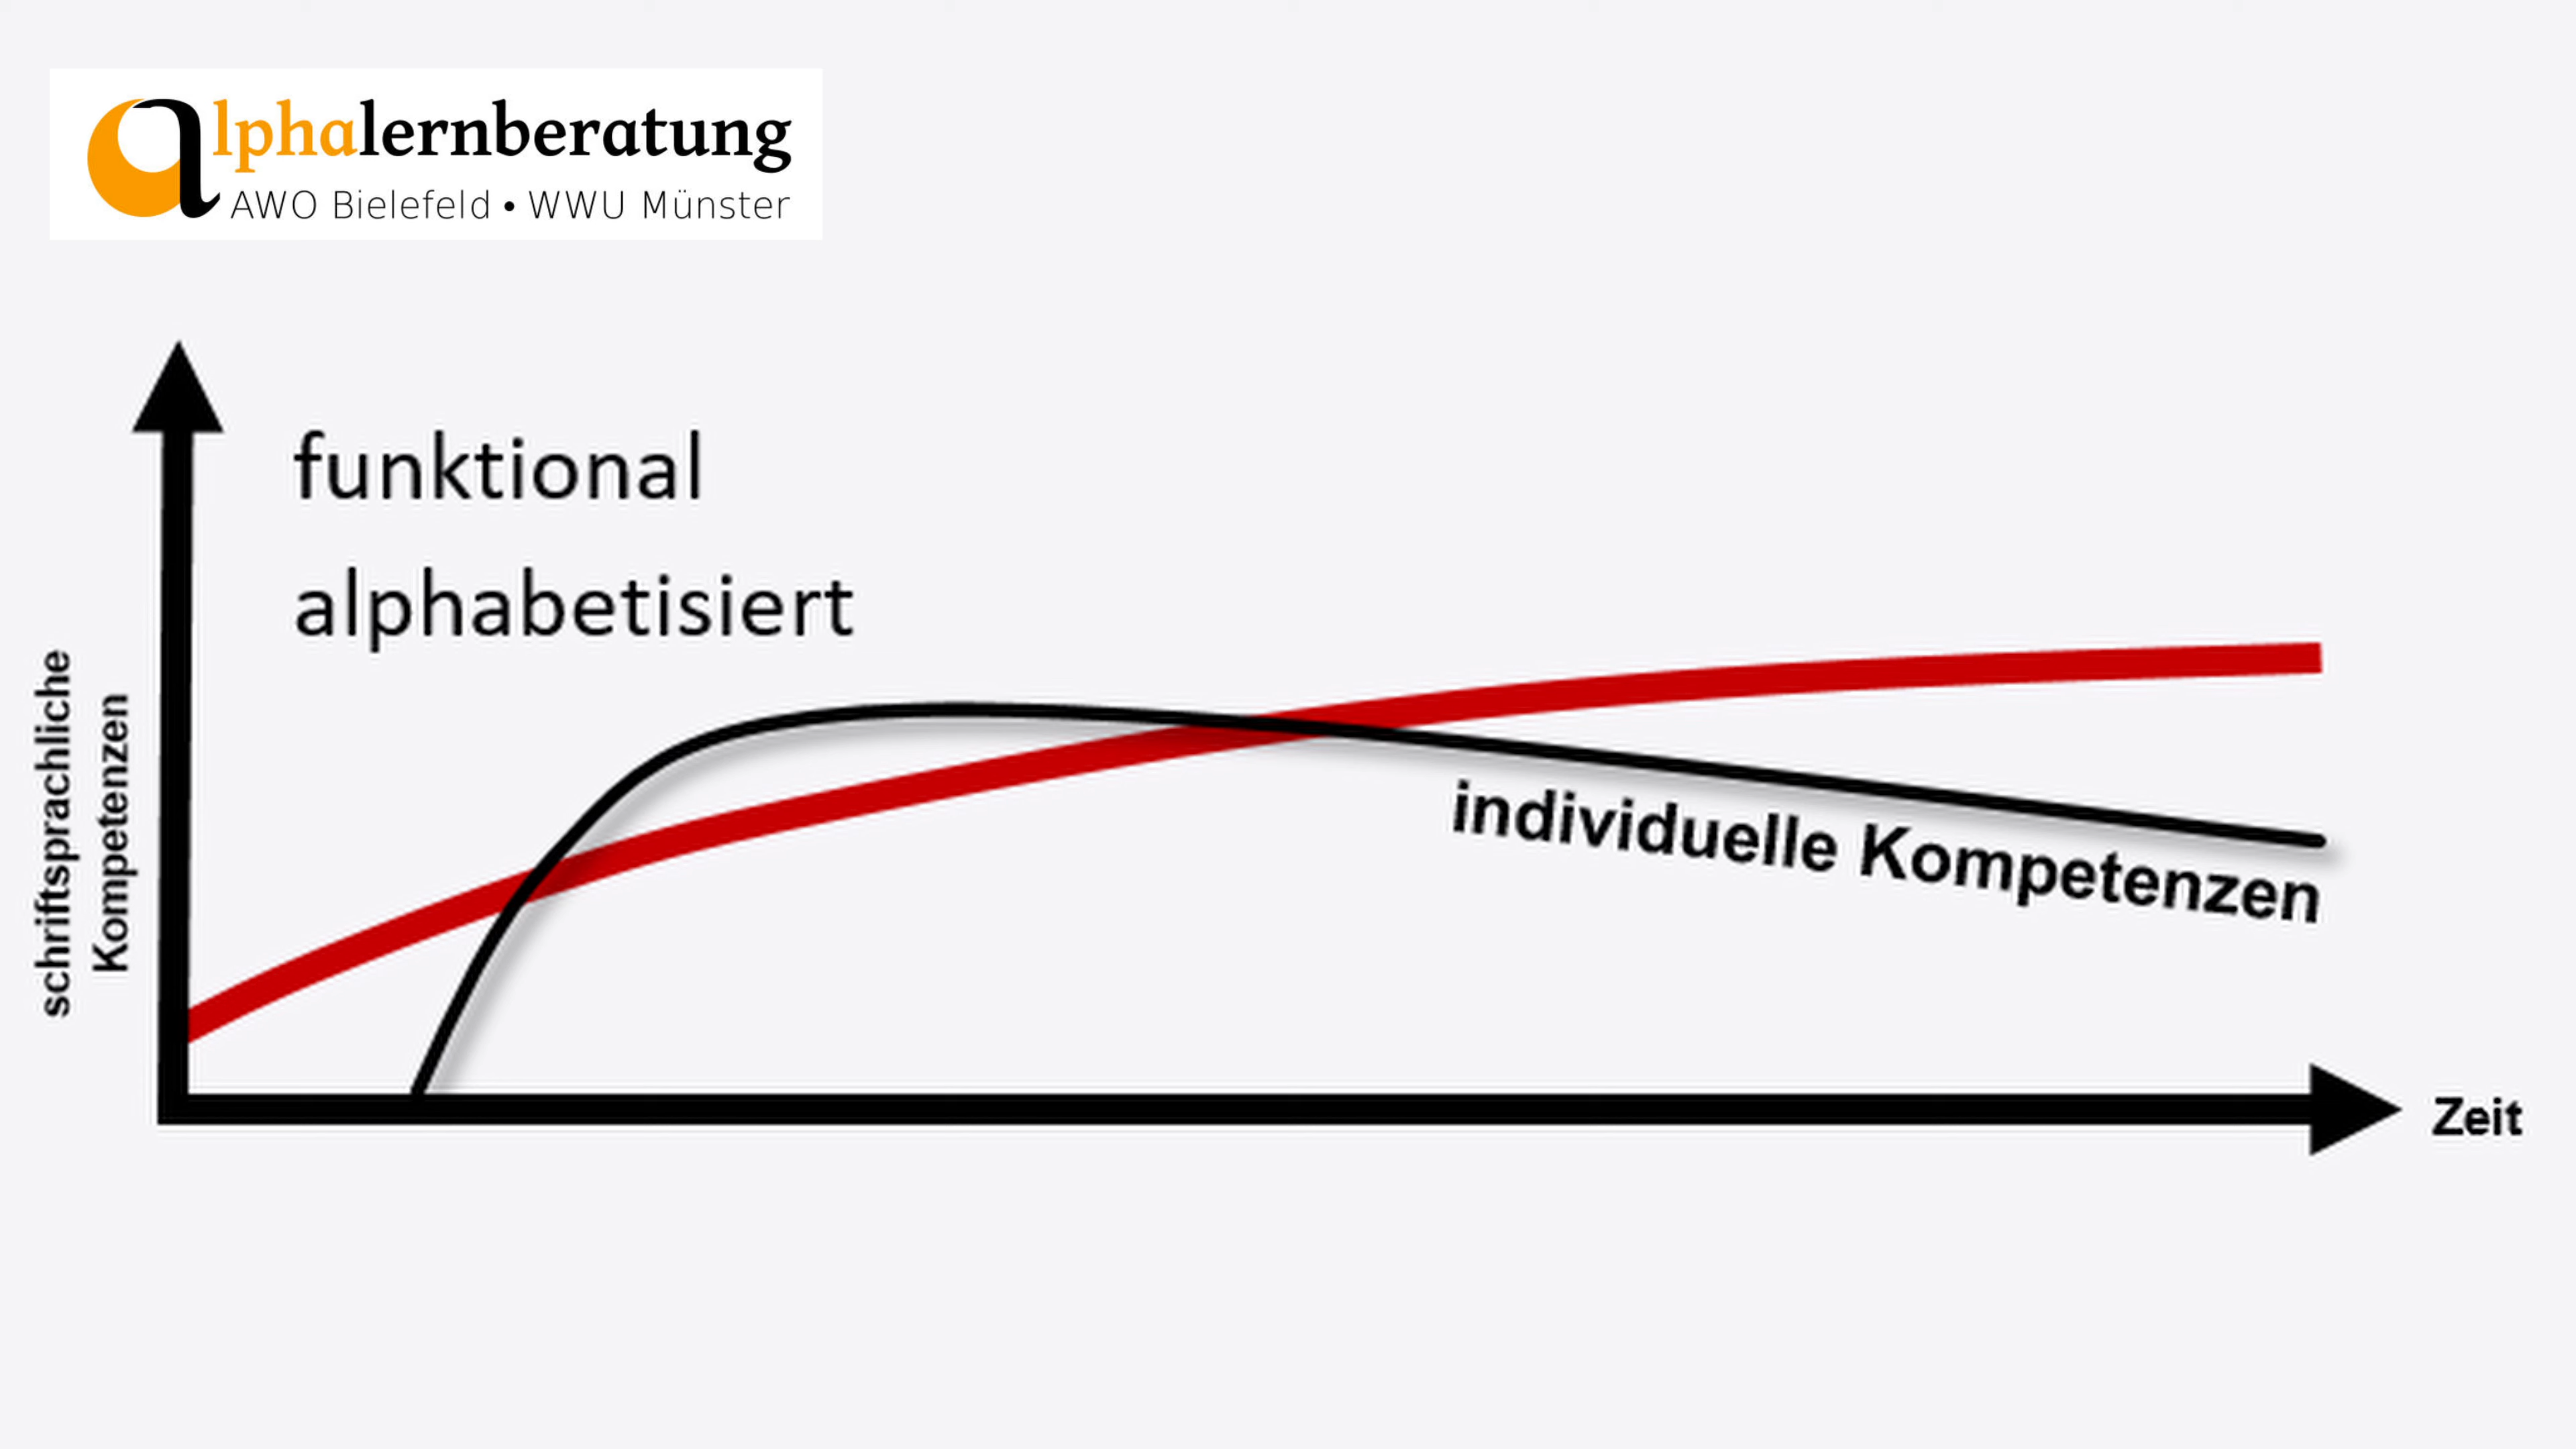 alphalernberatung
AWO Bielefeld • WWU Münster
funktional
alphabetisiert
schriftsprachliche
Kompetenzen
individuelle Kompetenzen
Zeit